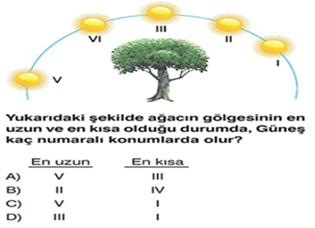 III
VI
II
I
V
Yukarıdaki şekilde ağacın gölgesinin en
uzun ve en kısa olduğu durumda, Güneş
kaç numaralı konumlarda olur?
En uzun En kısa
A) V III
B) II IV
C) V I
D) III I